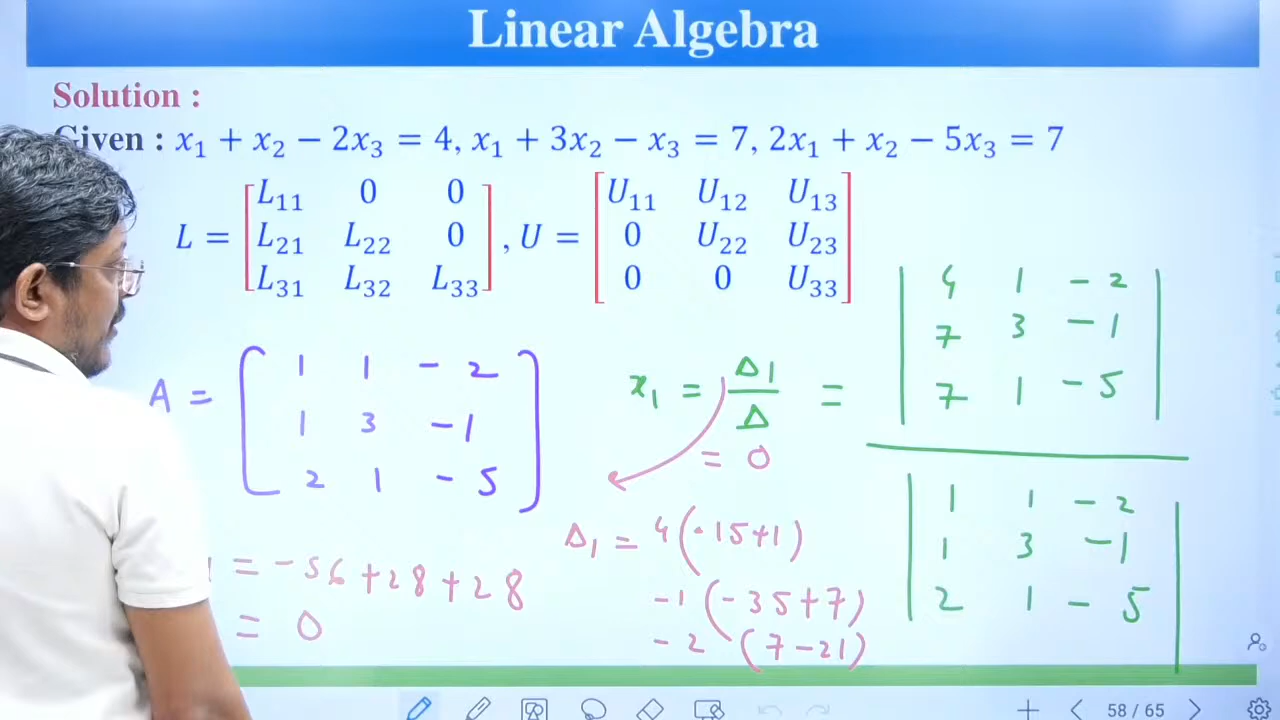 Linear Algebra
Solution :
Given : x₁ + x₂ − 2x₃ = 4, x₁ + 3x₂ − x₃ = 7, 2x₁ + x₂ − 5x₃ = 7
L = [L₁₁ 0 0
L₂₁ L₂₂ 0
L₃₁ L₃₂ L₃₃]
, U = [U₁₁ U₁₂ U₁₃
0 U₂₂ U₂₃
0 0 U₃₃]
A = [1 1 -2
1 3 -1
2 1 -5]
x₁ = Δ₁/Δ =
= 0
|4 1 -2|
|7 3 -1|
|7 1 -5|
|1 1 -2|
|1 3 -1|
|2 1 -5|
Δ₁ = 4(-15+1)
-1(-35+7)
-2(7-21)
= -56+28+28
= 0
58 / 65